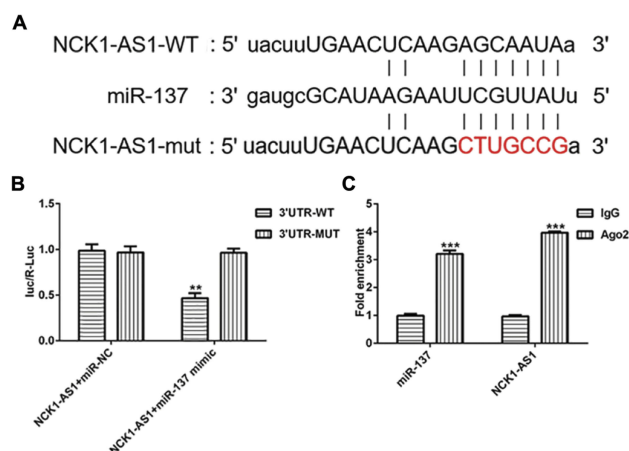 A
NCK1-AS1-WT : 5' uacuuUGAACUCAAGAGCAAUAa 3'
miR-137 : 3' gaugcGCAUAAGAAUUCGUUAUu 5'
NCK1-AS1-mut : 5' uacuuUGAACUCAAGCTUGCCGa 3'
B
3'UTR-WT
3'UTR-MUT
luc/R-Luc
1.5
1.0
0.5
0.0
**
NCK1-AS1+miR-NC
NCK1-AS1+miR-137 mimic
C
IgG
Ago2
Fold enrichment
5
4
3
2
1
0
***
***
miR-137
NCK1-AS1